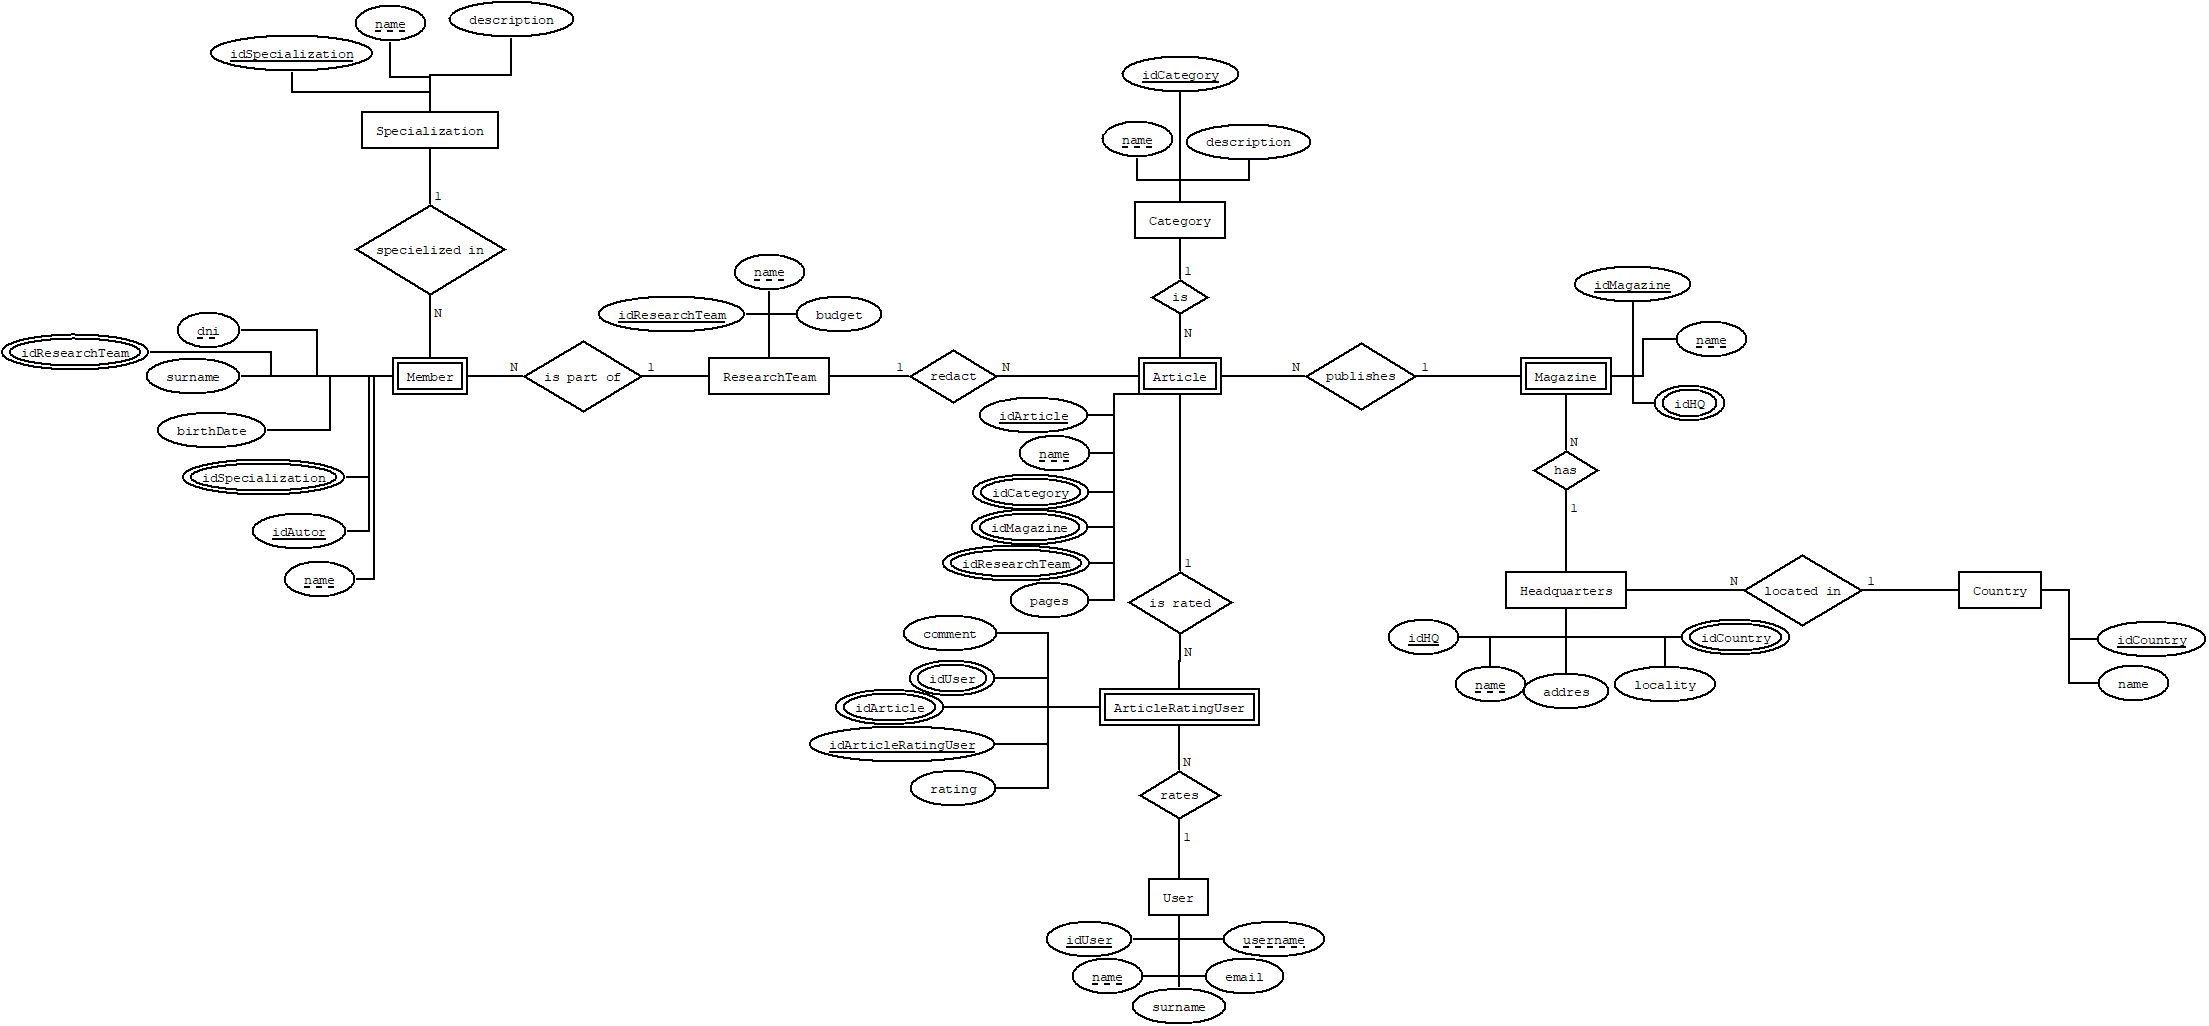 name
description
idSpecialization
Specialization
1
specielized in
N
dni
idResearchTeam
surname
Member
birthDate
idSpecialization
idAutor
name
N
is part of
1
name
idResearchTeam
budget
ResearchTeam
1
redact
N
idCategory
name
description
Category
1
is
N
Article
idArticle
name
idCategory
idMagazine
idResearchTeam
pages
N
publishes
1
idMagazine
name
Magazine
idHQ
N
has
1
Headquarters
N
located in
1
Country
idHQ
idCountry
name
addres
locality
idCountry
name
1
is rated
N
comment
idUser
idArticle
ArticleRatingUser
idArticleRatingUser
rating
N
rates
1
User
idUser
username
name
email
surname